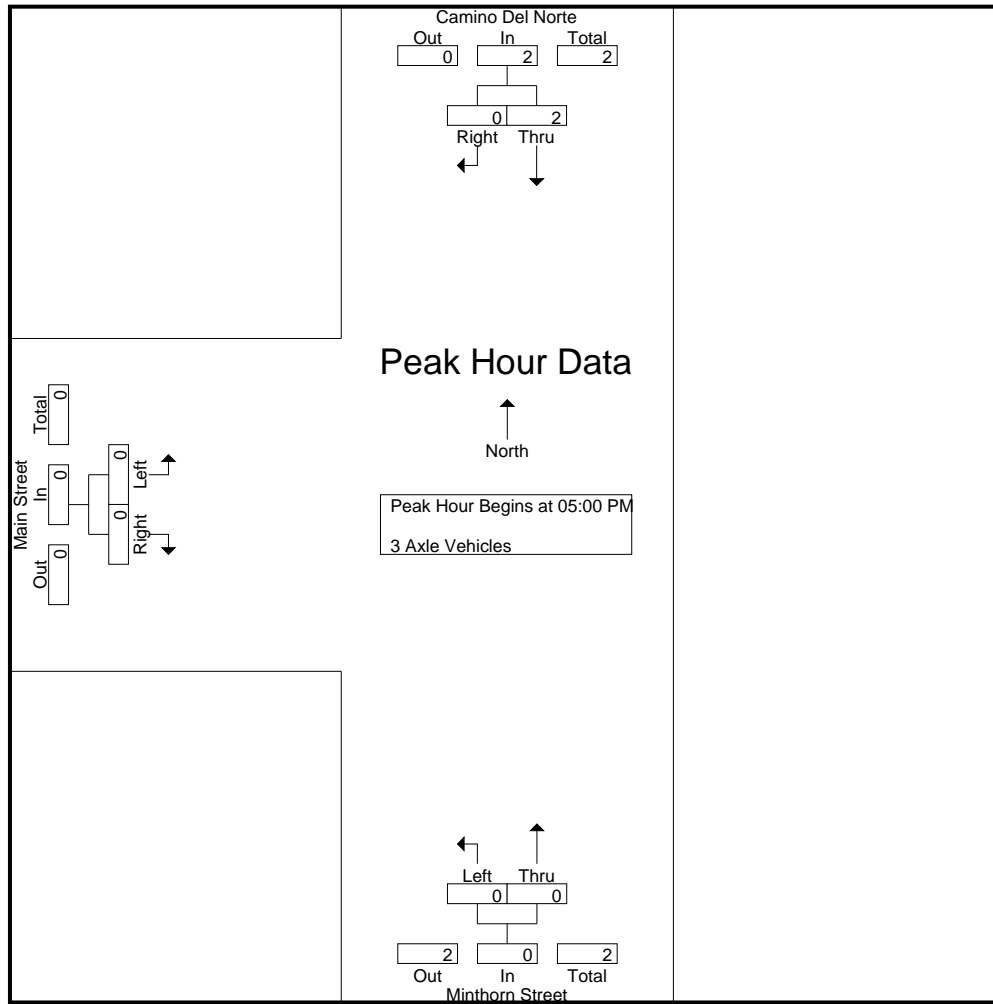 Camino Del Norte
Out In Total
0 2 2
0 2
Right Thru
Peak Hour Data
North
Peak Hour Begins at 05:00 PM
3 Axle Vehicles
Main Street
Out In Total
0 0 0
Right Left
0 0
Left Thru
0 0
2 0 2
Out In Total
Minthorn Street